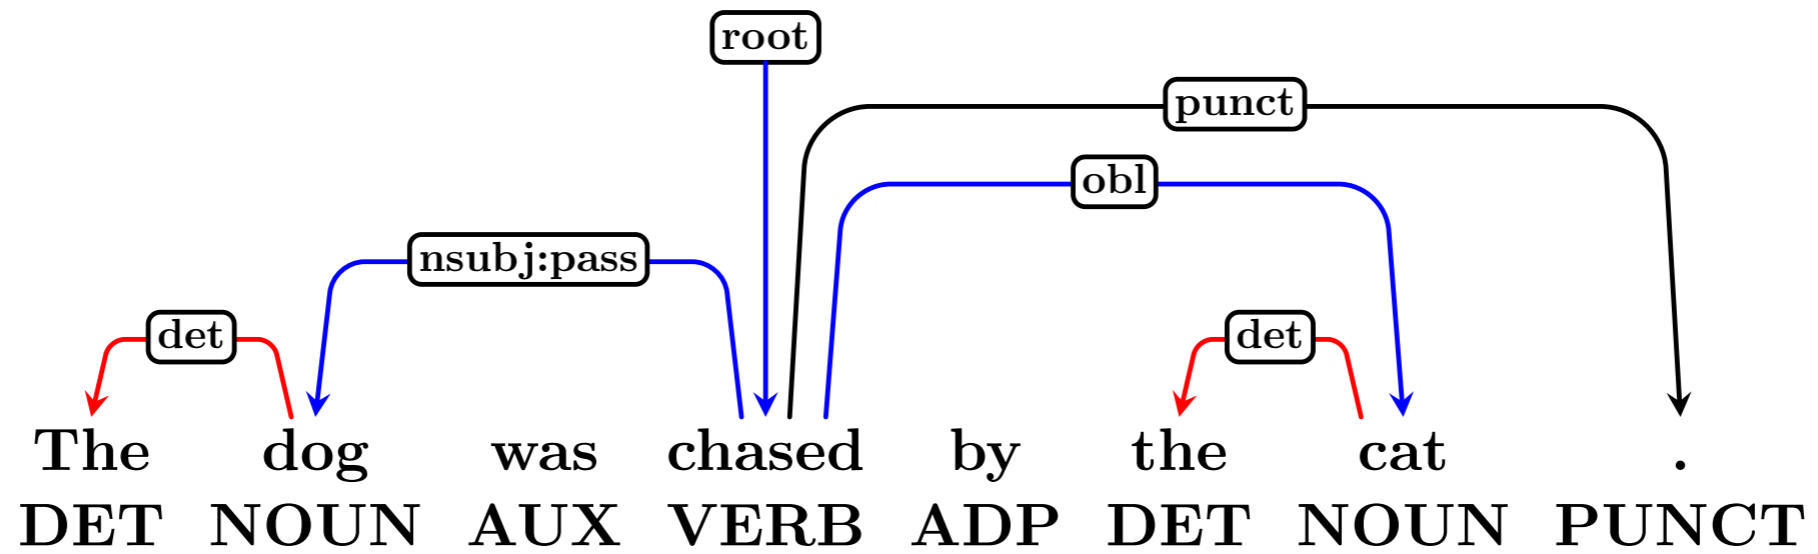 root
punct
obl
nsubj:pass
det det
The dog was chased by the cat .
DET NOUN AUX VERB ADP DET NOUN PUNCT